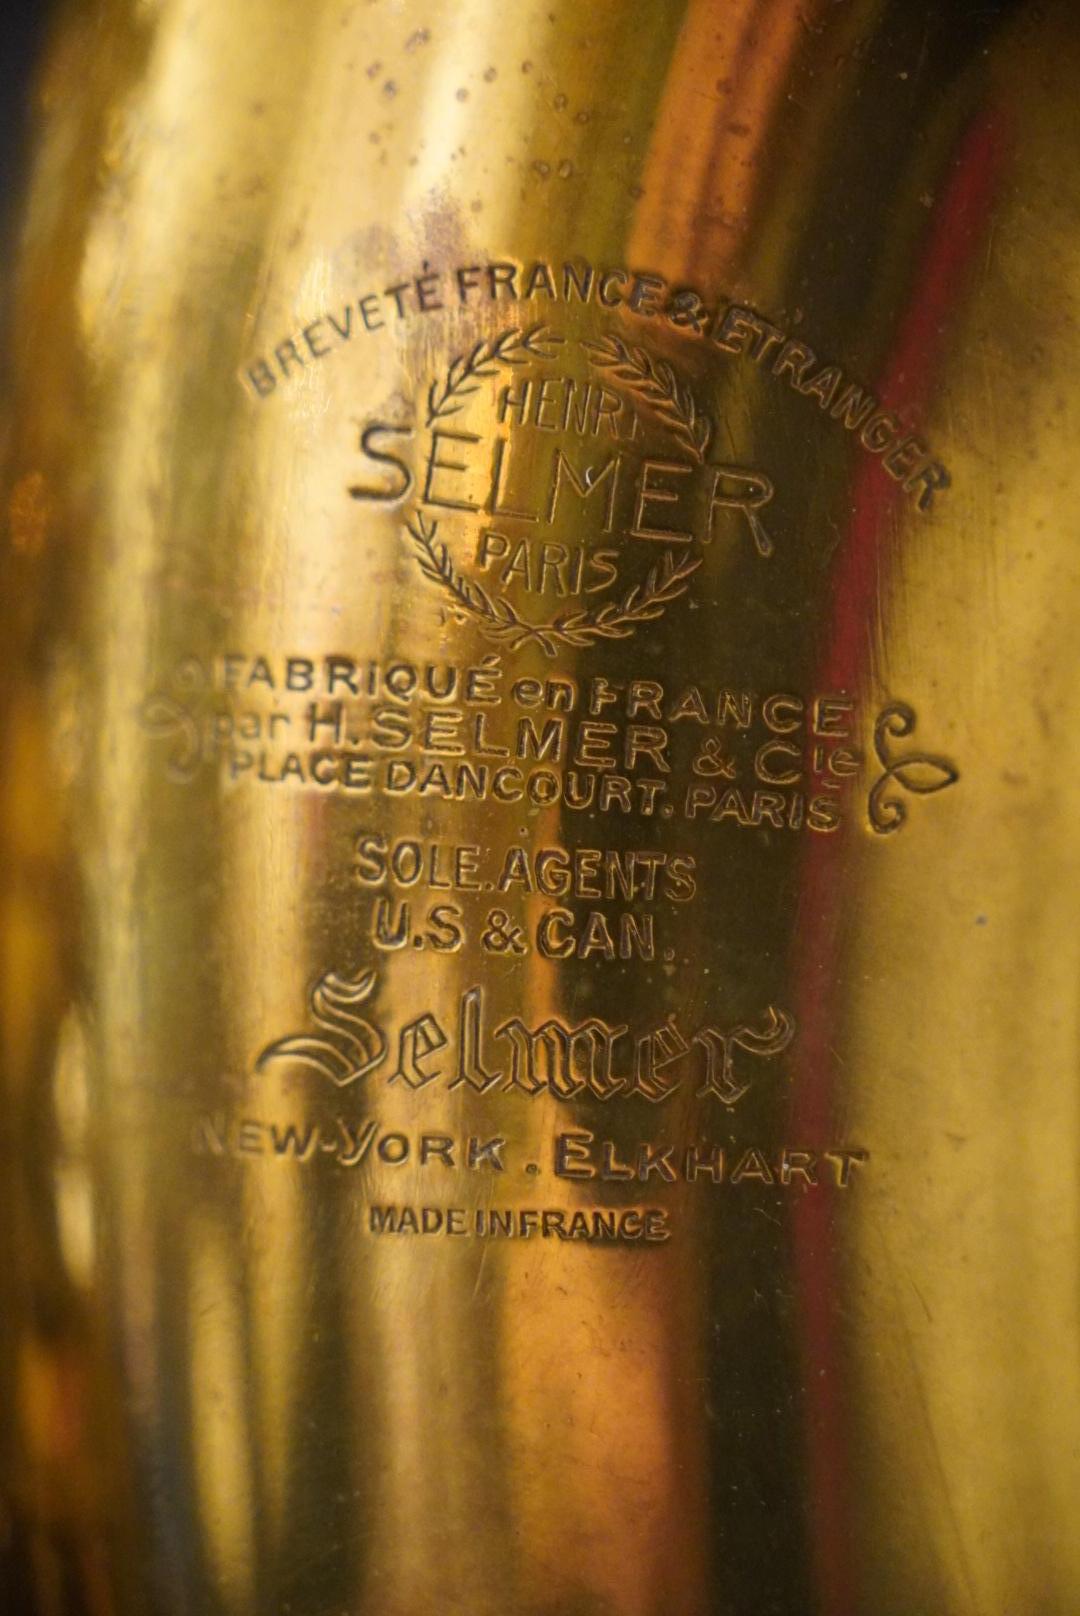 BREVETÉ FRANCE & ETRANGER
HENRI
SELMER
PARIS
FABRIQUÉ en FRANCE
par H. SELMER & Cie
PLACE DANCOURT. PARIS
SOLE. AGENTS
U.S & CAN.
Selmer
NEW-YORK . ELKHART
MADE IN FRANCE